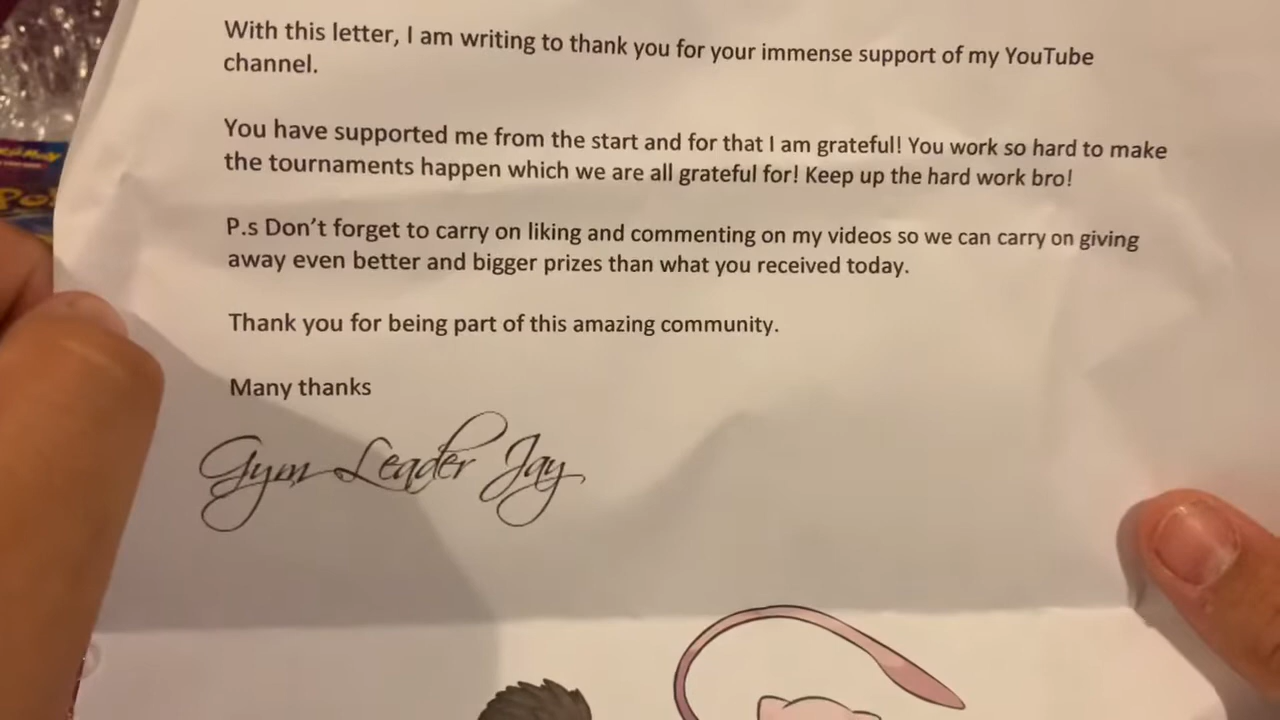 With this letter, I am writing to thank you for your immense support of my YouTube
channel.
You have supported me from the start and for that I am grateful! You work so hard to make
the tournaments happen which we are all grateful for! Keep up the hard work bro!
P.s Don't forget to carry on liking and commenting on my videos so we can carry on giving
away even better and bigger prizes than what you received today.
Thank you for being part of this amazing community.
Many thanks
Gym Leader Jay